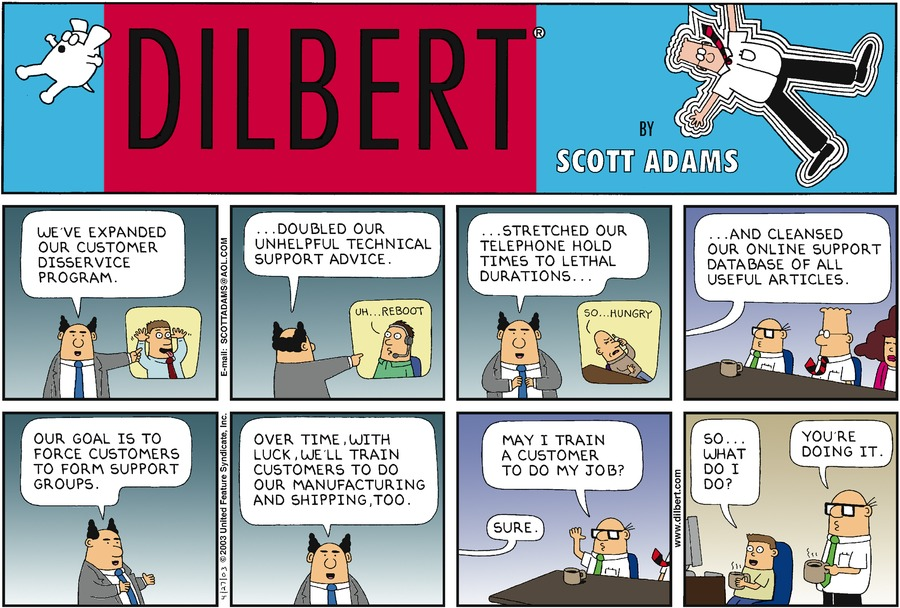 DILBERT®
BY
SCOTT ADAMS
WE'VE EXPANDED
OUR CUSTOMER
DISSERVICE
PROGRAM.
E-mail: SCOTTADAMS@AOL.COM
...DOUBLED OUR
UNHELPFUL TECHNICAL
SUPPORT ADVICE.
UH...REBOOT
...STRETCHED OUR
TELEPHONE HOLD
TIMES TO LETHAL
DURATIONS...
SO...HUNGRY
...AND CLEANSED
OUR ONLINE SUPPORT
DATABASE OF ALL
USEFUL ARTICLES.
OUR GOAL IS TO
FORCE CUSTOMERS
TO FORM SUPPORT
GROUPS.
4/27/03 © 2003 United Feature Syndicate, Inc.
OVER TIME, WITH
LUCK, WE'LL TRAIN
CUSTOMERS TO DO
OUR MANUFACTURING
AND SHIPPING, TOO.
MAY I TRAIN
A CUSTOMER
TO DO MY JOB?
SURE.
www.dilbert.com
SO...
WHAT
DO I
DO?
YOU'RE
DOING IT.